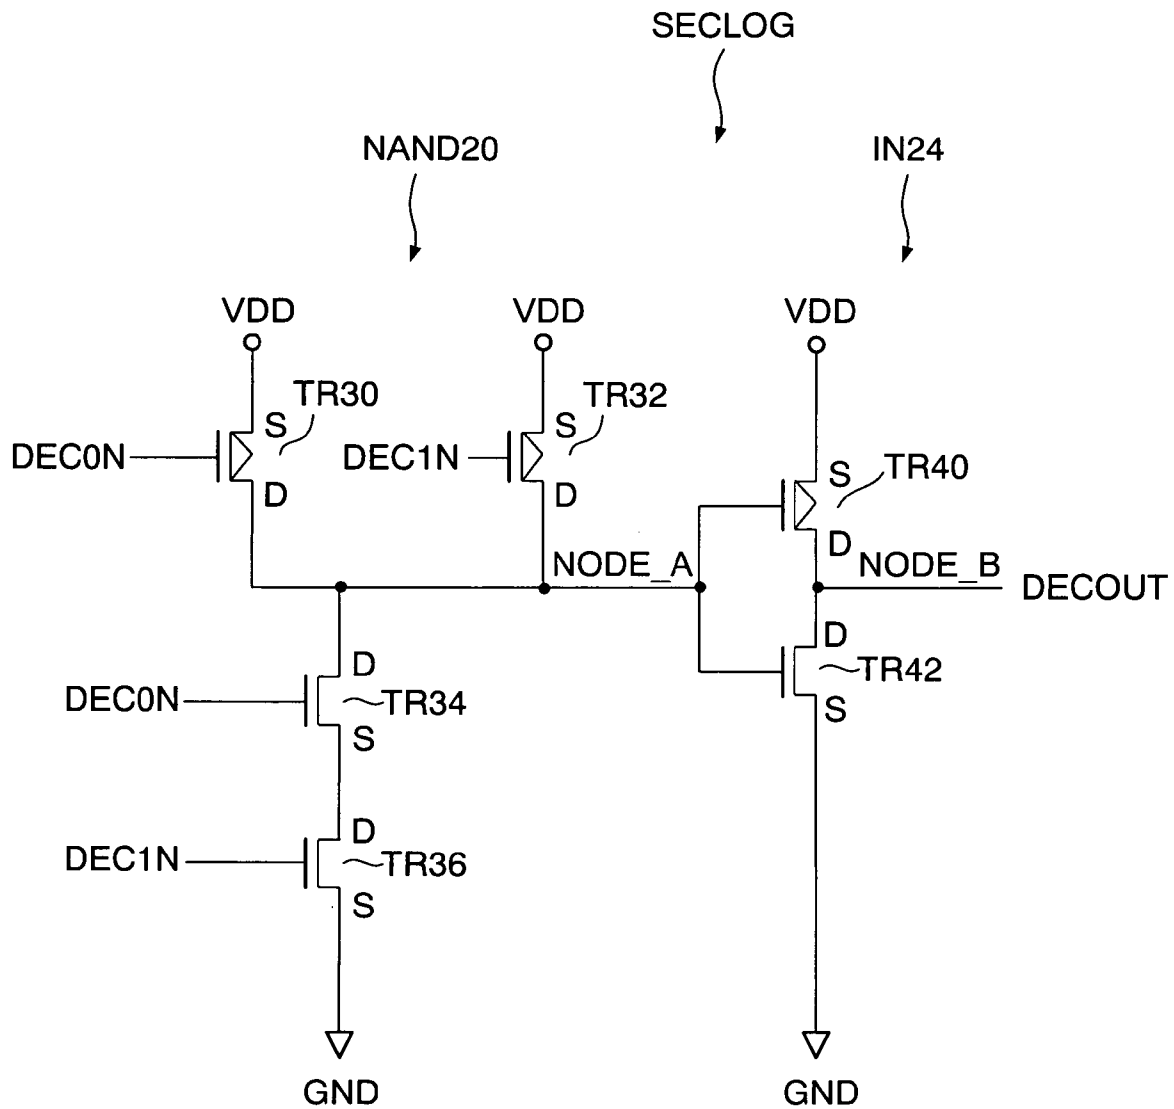 SECLOG
NAND20
IN24
VDD
VDD
VDD
TR30
TR32
S
S
DEC0N
DEC1N
S
TR40
D
D
D
NODE_A
NODE_B
DECOUT
D
D
TR42
DEC0N
TR34
S
S
D
DEC1N
TR36
S
GND
GND